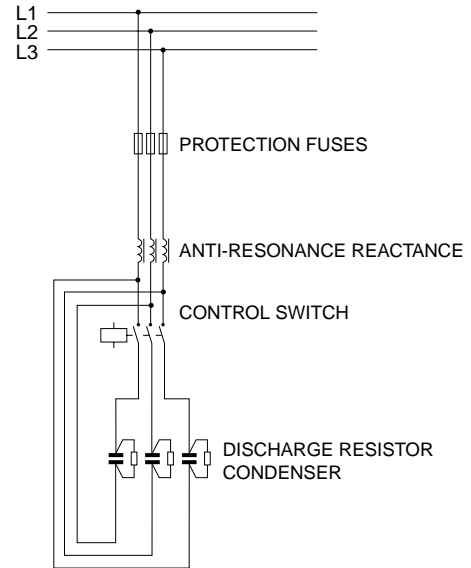 L1
L2
L3
PROTECTION FUSES
ANTI-RESONANCE REACTANCE
CONTROL SWITCH
DISCHARGE RESISTOR
CONDENSER